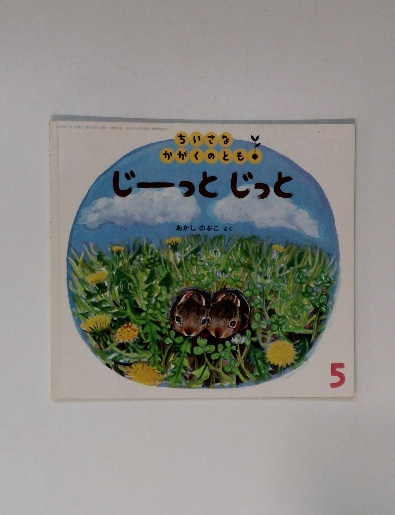 ちいさな
かがくのとも
じーっと じっと
あかし のぶこ さく
5